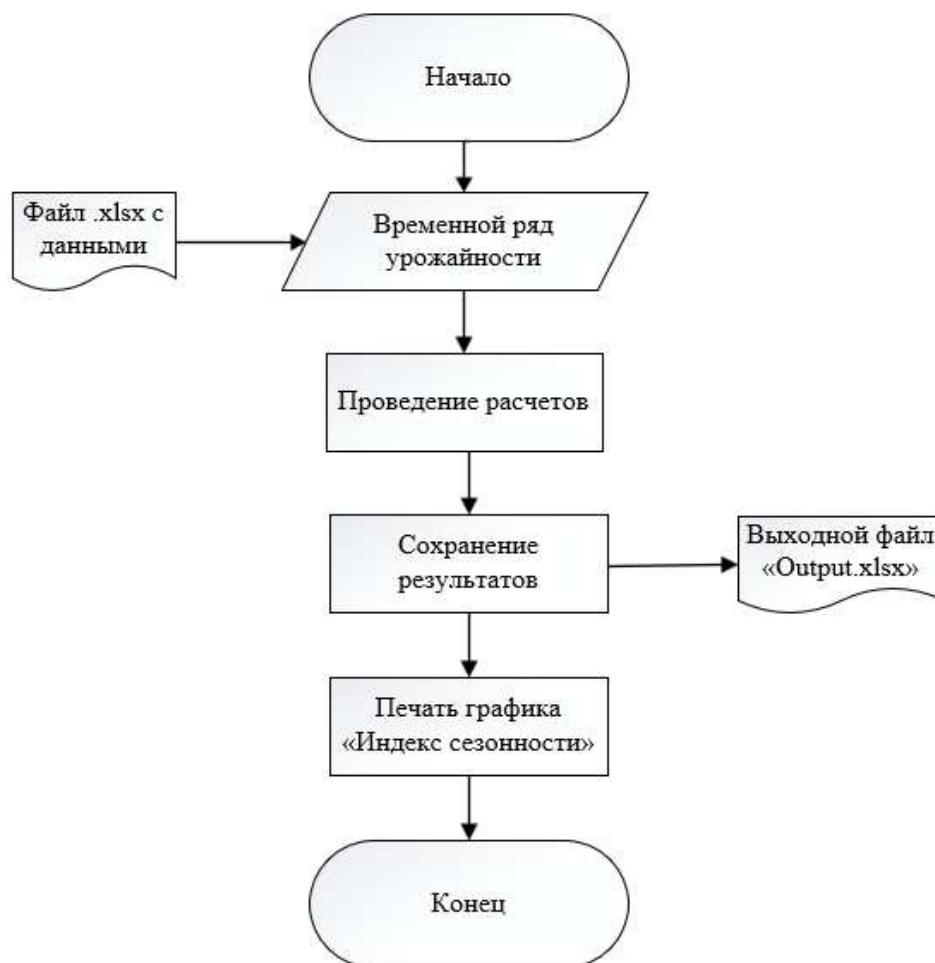 Начало
Файл .xlsx с
данными
Временной ряд
урожайности
Проведение расчетов
Сохранение
результатов
Выходной файл
«Output.xlsx»
Печать графика
«Индекс сезонности»
Конец